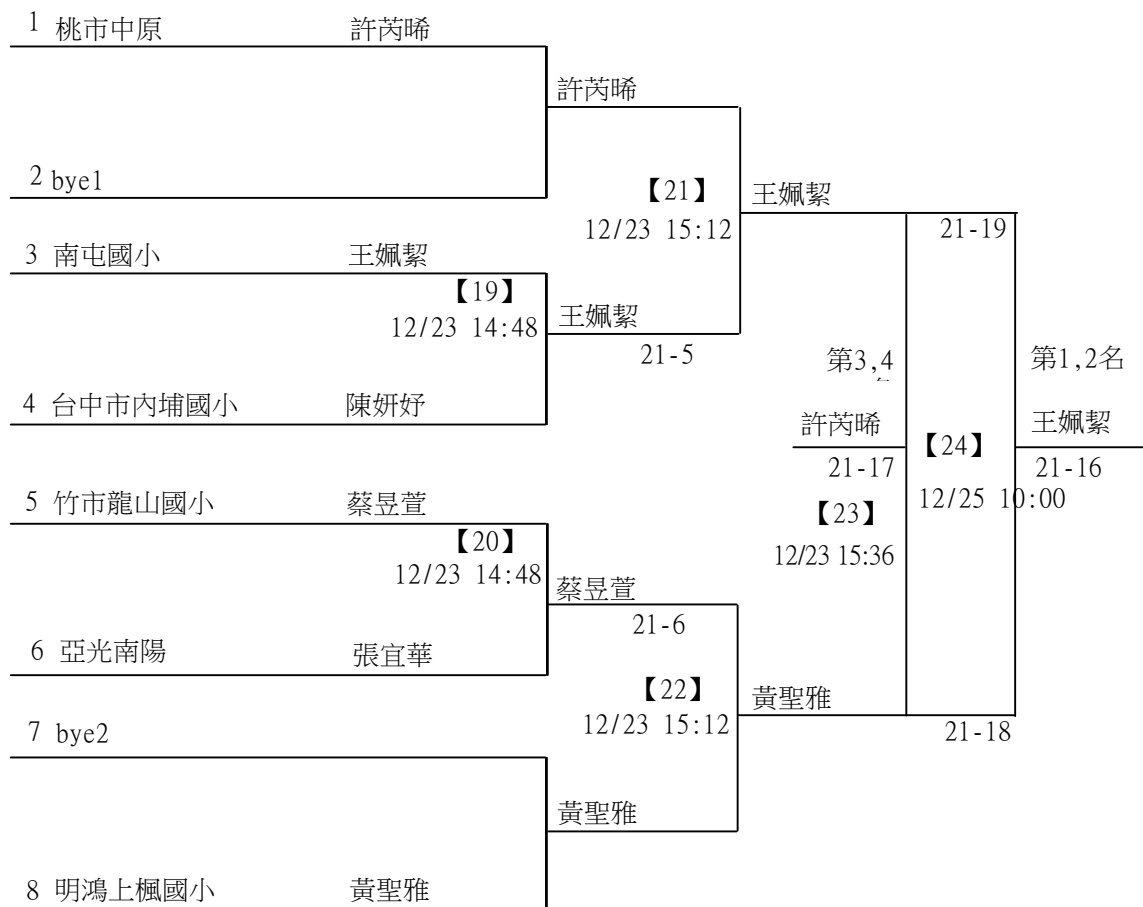 1 桃市中原 許芮晞
許芮晞
2 bye1
【21】
12/23 15:12
王姵絜
21-19
3 南屯國小 王姵絜
【19】
12/23 14:48
王姵絜
21-5
4 台中市內埔國小 陳妍妤
第3,4
第1,2名
許芮晞
21-17
【23】
12/23 15:36
【24】
12/25 10:00
王姵絜
21-16
5 竹市龍山國小 蔡昱萱
【20】
12/23 14:48
蔡昱萱
21-6
6 亞光南陽 張宜華
【22】
12/23 15:12
黃聖雅
21-18
7 bye2
黃聖雅
8 明鴻上楓國小 黃聖雅